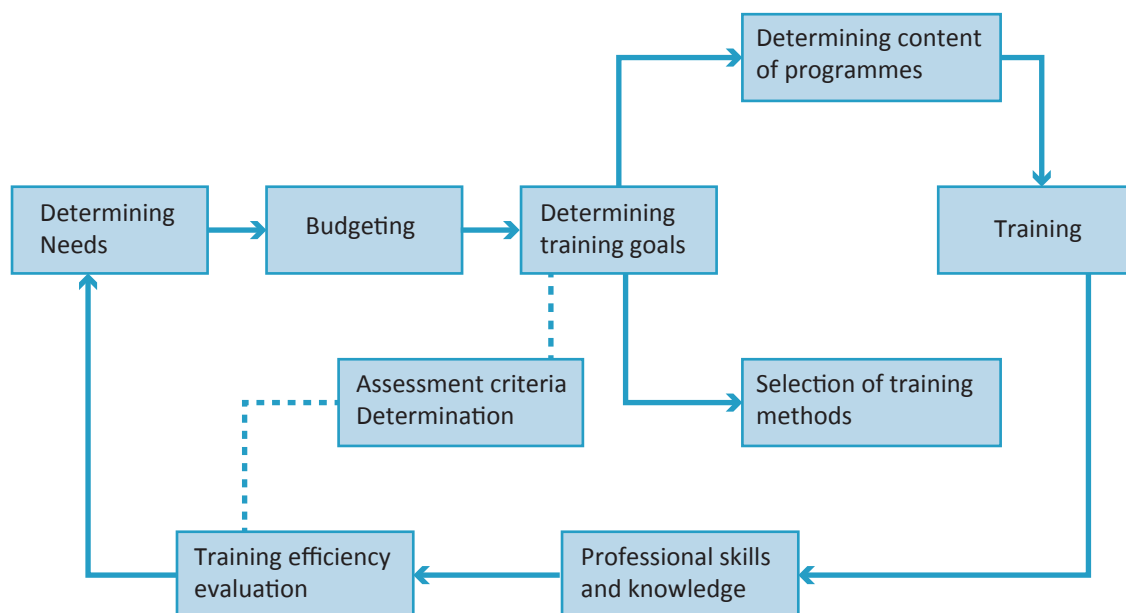 Determining content
of programmes
Determining
Needs
Budgeting
Determining
training goals
Training
Assessment criteria
Determination
Selection of training
methods
Training efficiency
evaluation
Professional skills
and knowledge